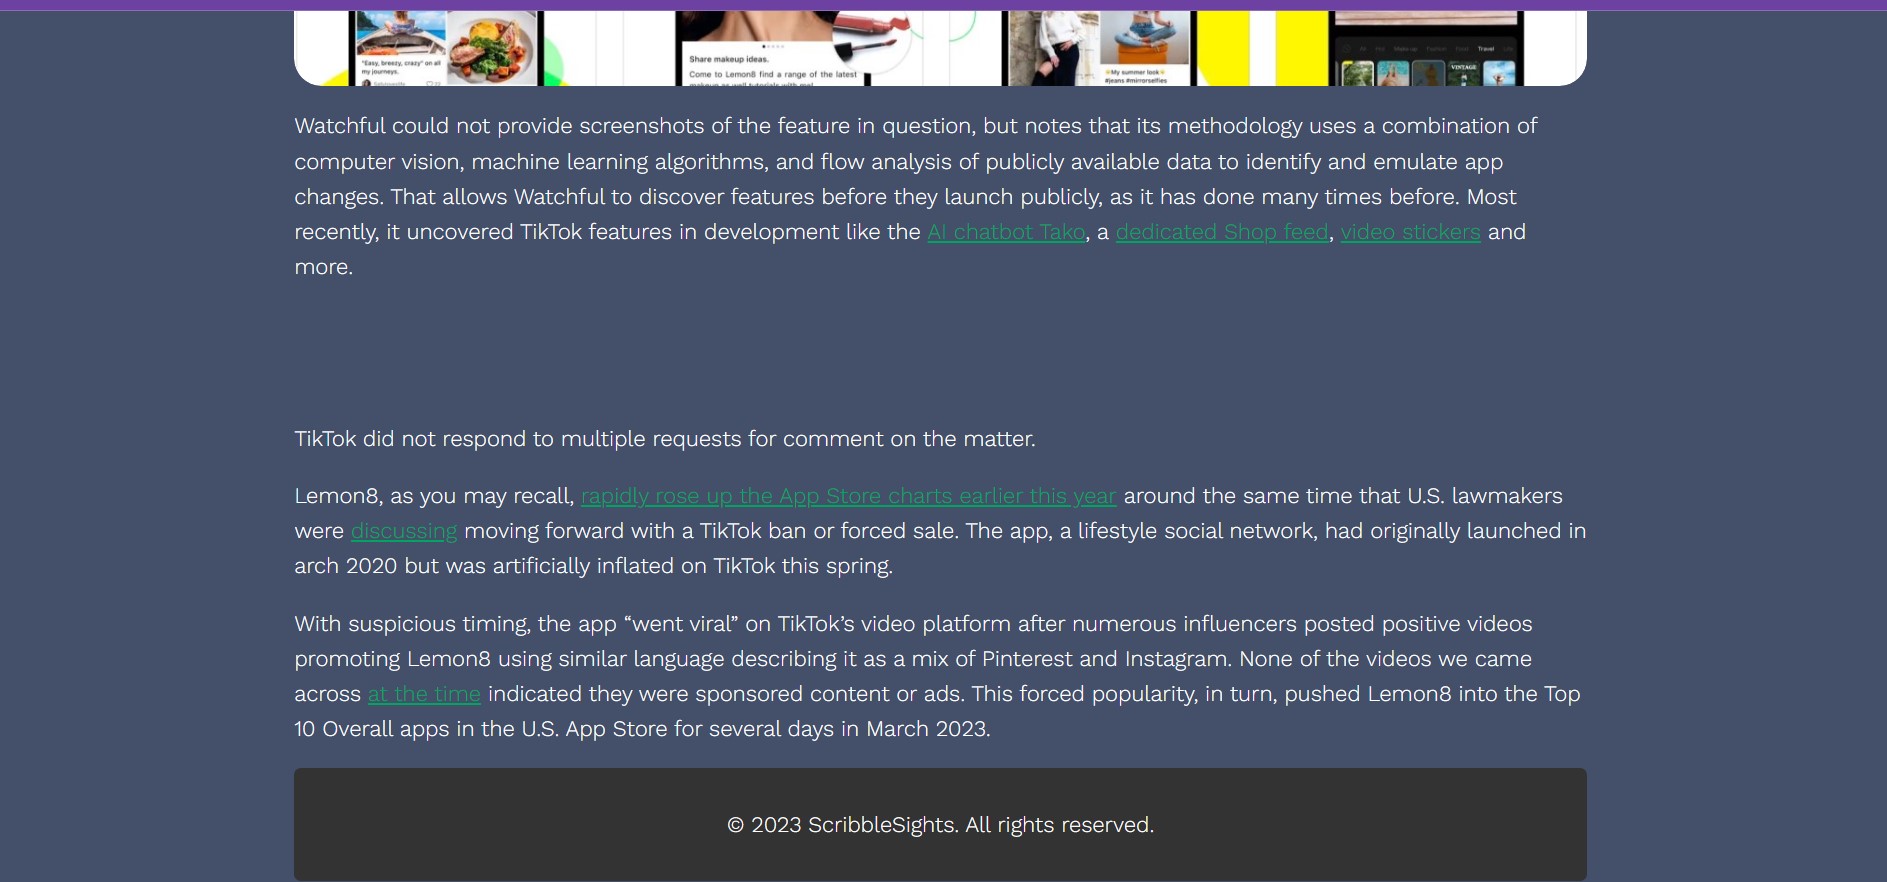 "Easy, breezy, crazy" on all
my journeys.
Share makeup ideas.
Come to Lemon8 find a range of the latest
makeup as well tutorials with me!
My summer look
#jeans #mirrorselfies
All Makeup Fashion Food Travel
VINTAGE
Watchful could not provide screenshots of the feature in question, but notes that its methodology uses a combination of
computer vision, machine learning algorithms, and flow analysis of publicly available data to identify and emulate app
changes. That allows Watchful to discover features before they launch publicly, as it has done many times before. Most
recently, it uncovered TikTok features in development like the AI chatbot Tako, a dedicated Shop feed, video stickers and
more.
TikTok did not respond to multiple requests for comment on the matter.
Lemon8, as you may recall, rapidly rose up the App Store charts earlier this year around the same time that U.S. lawmakers
were discussing moving forward with a TikTok ban or forced sale. The app, a lifestyle social network, had originally launched in
arch 2020 but was artificially inflated on TikTok this spring.
With suspicious timing, the app “went viral” on TikTok’s video platform after numerous influencers posted positive videos
promoting Lemon8 using similar language describing it as a mix of Pinterest and Instagram. None of the videos we came
across at the time indicated they were sponsored content or ads. This forced popularity, in turn, pushed Lemon8 into the Top
10 Overall apps in the U.S. App Store for several days in March 2023.
© 2023 ScribbleSights. All rights reserved.